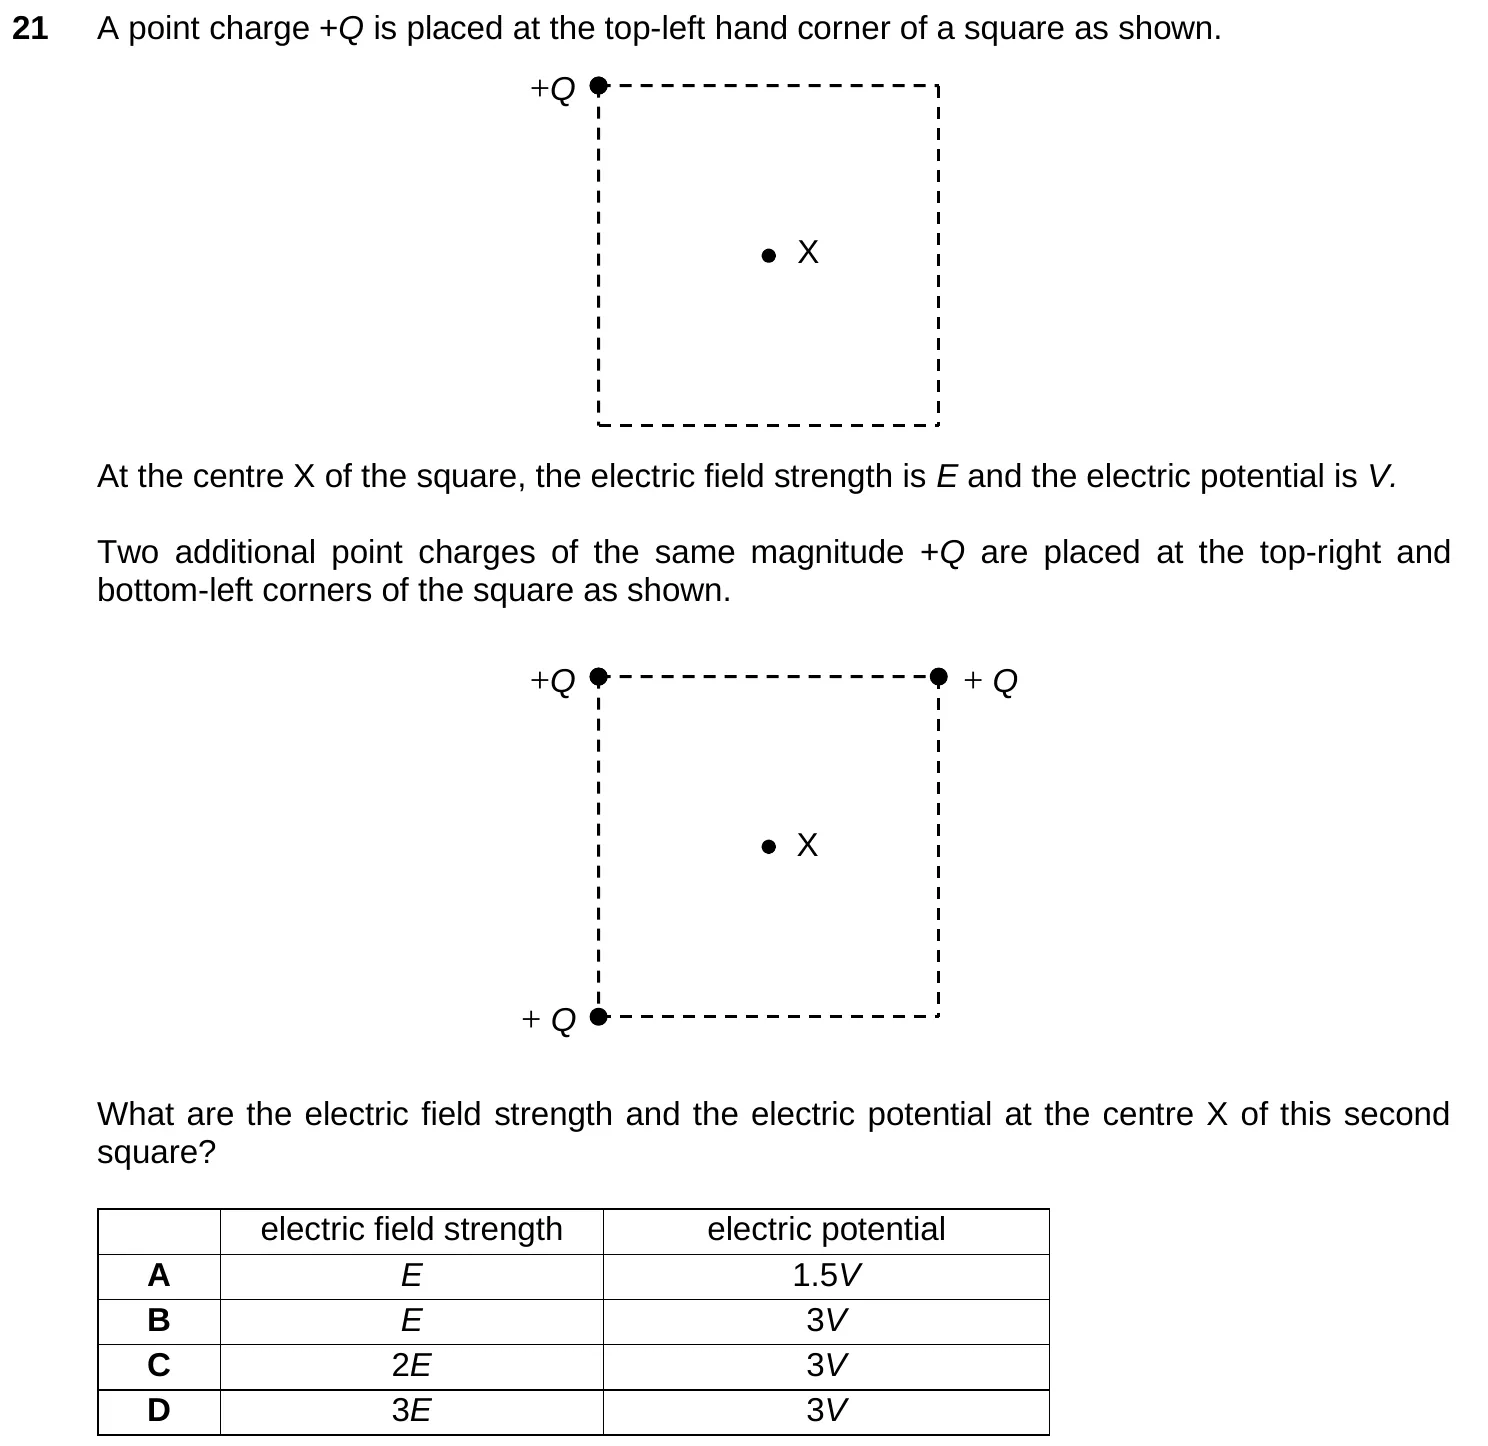 21 A point charge +Q is placed at the top-left hand corner of a square as shown.
+Q
X
At the centre X of the square, the electric field strength is E and the electric potential is V.
Two additional point charges of the same magnitude +Q are placed at the top-right and
bottom-left corners of the square as shown.
+Q + Q
X
+ Q
What are the electric field strength and the electric potential at the centre X of this second
square?
electric field strength electric potential
A E 1.5V
B E 3V
C 2E 3V
D 3E 3V